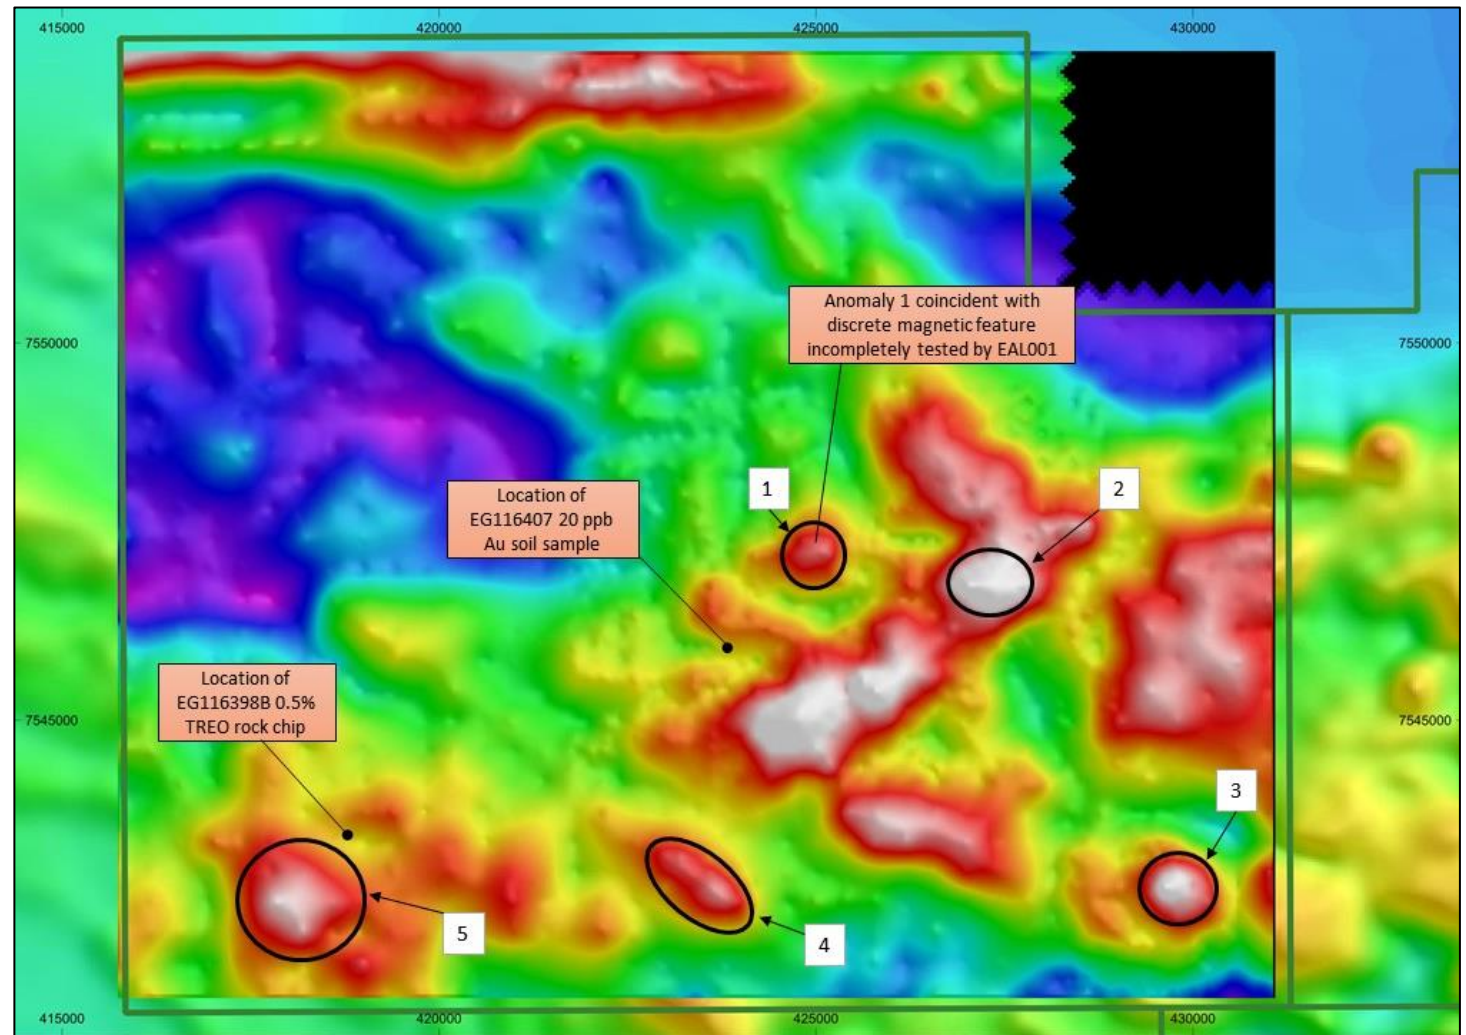 415000
420000
425000
430000
Anomaly 1 coincident with
discrete magnetic feature
incompletely tested by EAL001
7550000
7550000
1
2
Location of
EG116407 20 ppb
Au soil sample
Location of
EG116398B 0.5%
TREO rock chip
7545000
7545000
3
5
4
415000
420000
425000
430000